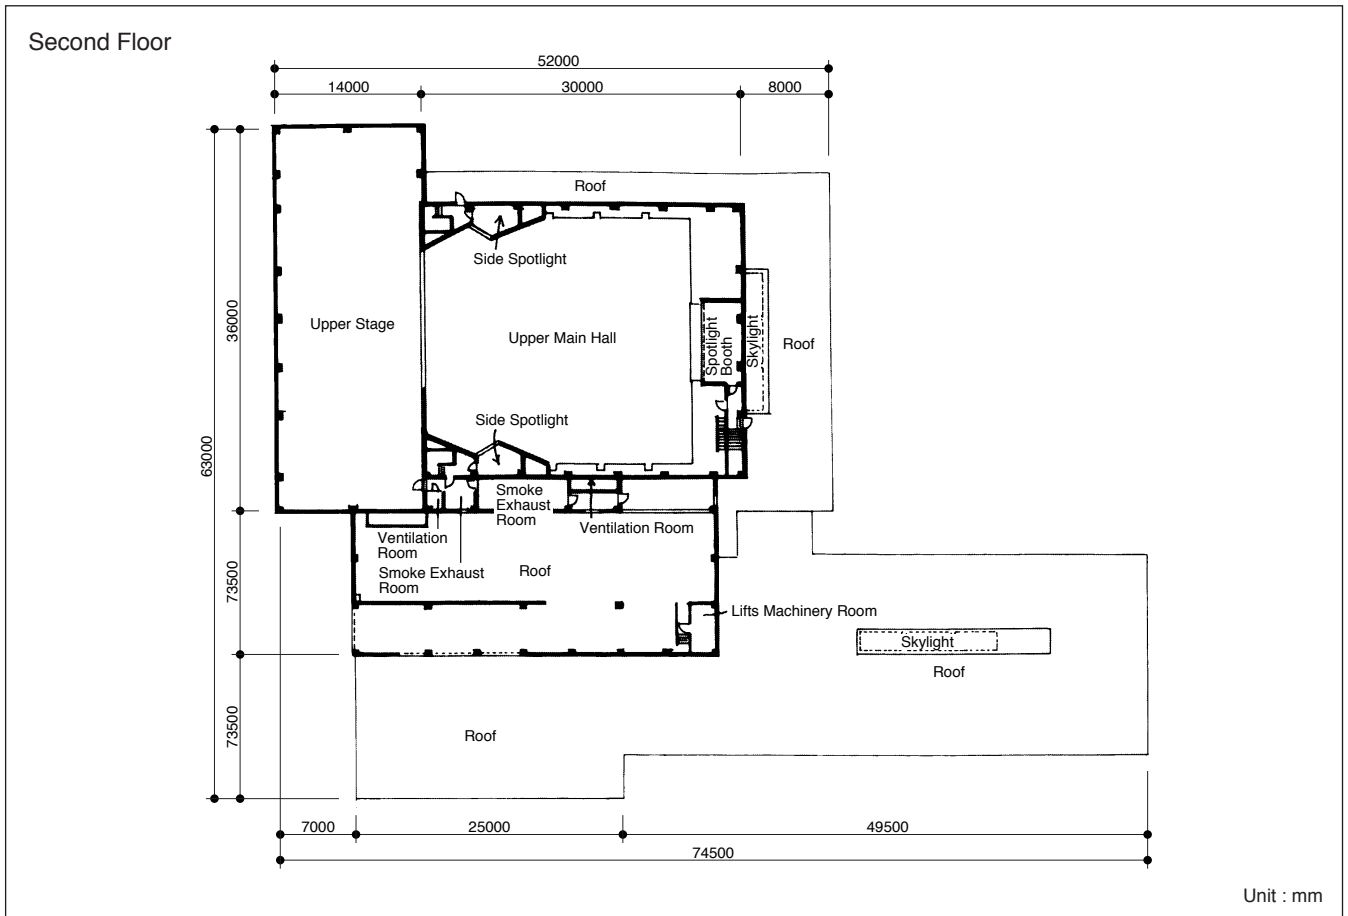 Second Floor
52000
14000
30000
8000
Roof
Side Spotlight
36000
Upper Stage
Upper Main Hall
Spotlight
Booth
Skylight
Roof
Side Spotlight
63000
Smoke
Exhaust
Room
Ventilation Room
Ventilation
Room
Smoke Exhaust
Room
Roof
73500
Lifts Machinery Room
Skylight
Roof
Roof
73500
7000
25000
49500
74500
Unit : mm